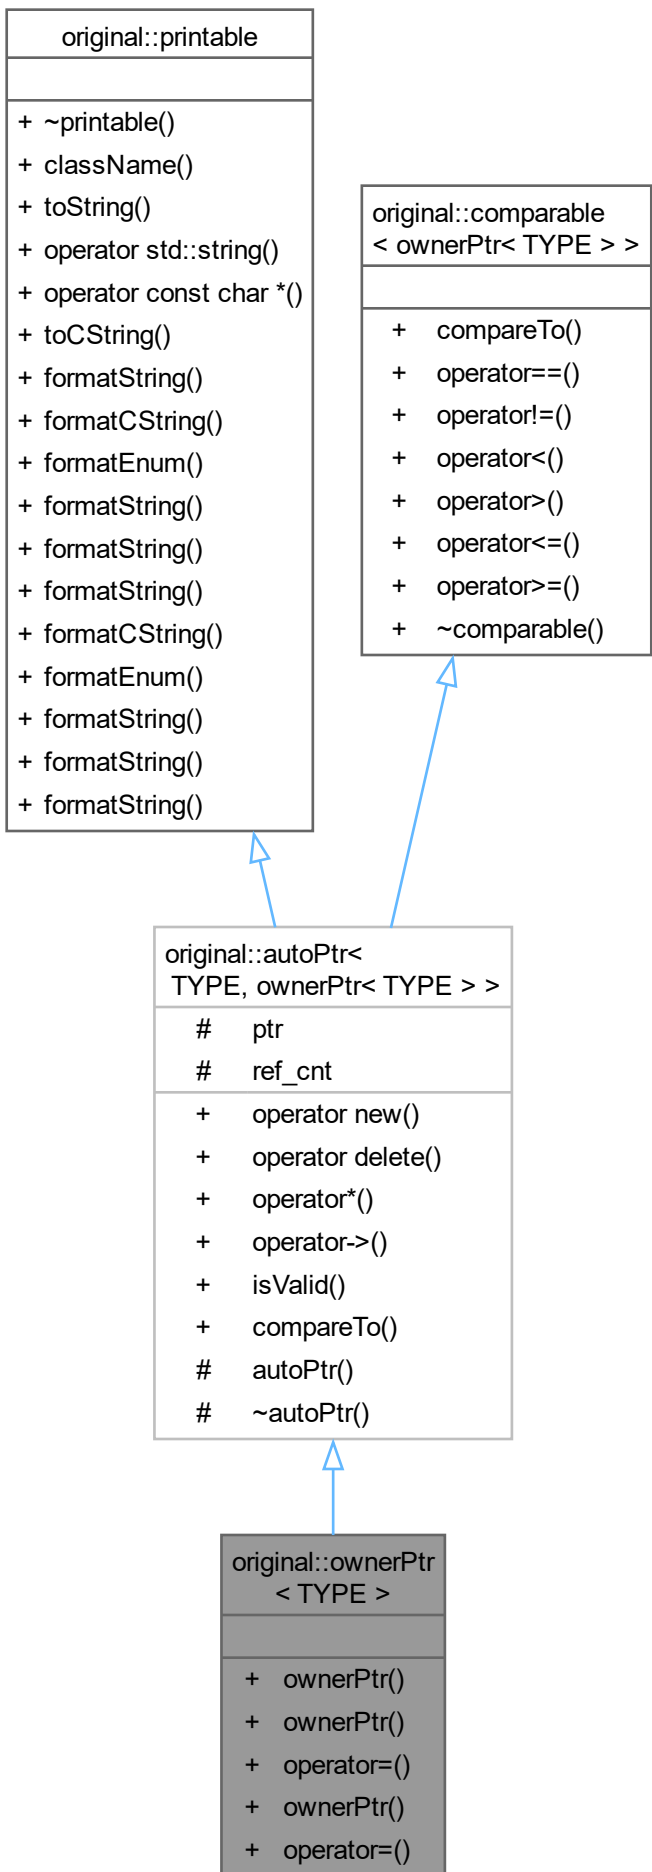 original::printable
+ ~printable()
+ className()
+ toString()
+ operator std::string()
+ operator const char *()
+ toCString()
+ formatString()
+ formatCString()
+ formatEnum()
+ formatString()
+ formatString()
+ formatString()
+ formatCString()
+ formatEnum()
+ formatString()
+ formatString()
+ formatString()
original::comparable
< ownerPtr< TYPE > >
+ compareTo()
+ operator==()
+ operator!=()
+ operator<()
+ operator>()
+ operator<=()
+ operator>=()
+ ~comparable()
original::autoPtr<
TYPE, ownerPtr< TYPE > >
# ptr
# ref_cnt
+ operator new()
+ operator delete()
+ operator*()
+ operator->()
+ isValid()
+ compareTo()
# autoPtr()
# ~autoPtr()
original::ownerPtr
< TYPE >
+ ownerPtr()
+ ownerPtr()
+ operator=()
+ ownerPtr()
+ operator=()